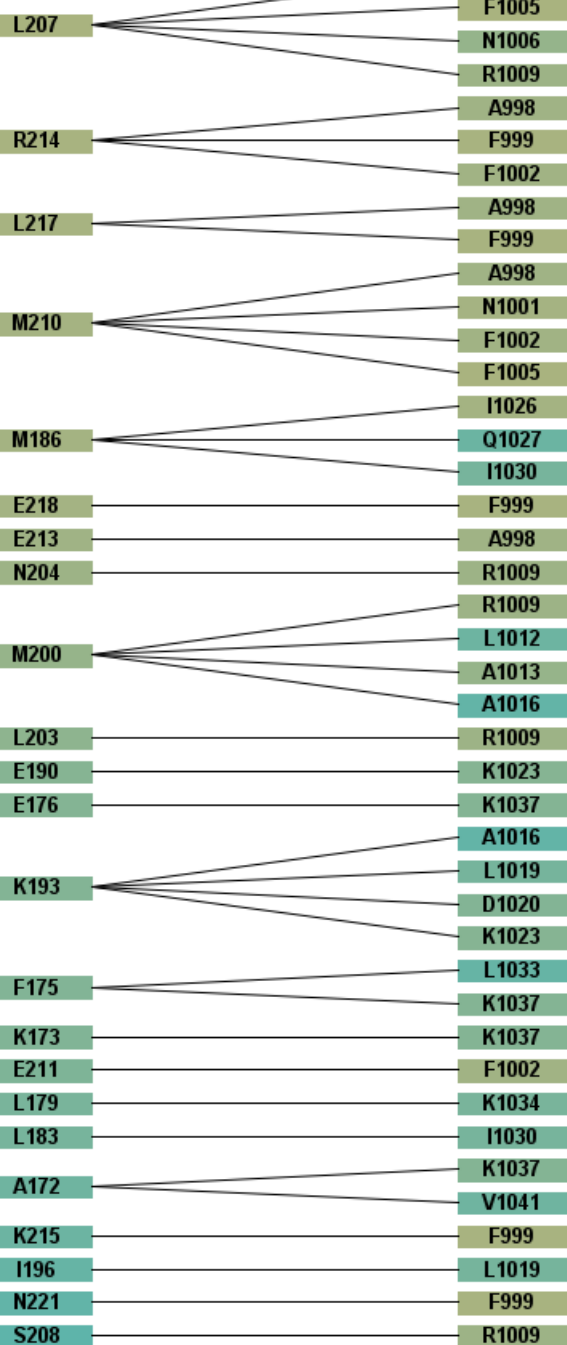 F1005
L207
N1006
R1009
A998
R214 F999
F1002
A998
L217
F999
A998
N1001
M210
F1002
F1005
I1026
M186 Q1027
I1030
E218 F999
E213 A998
N204 R1009
R1009
L1012
M200
A1013
A1016
L203 R1009
E190 K1023
E176 K1037
A1016
L1019
K193
D1020
K1023
L1033
F175
K1037
K173 K1037
E211 F1002
L179 K1034
L183 I1030
K1037
A172
V1041
K215 F999
I196 L1019
N221 F999
S208 R1009